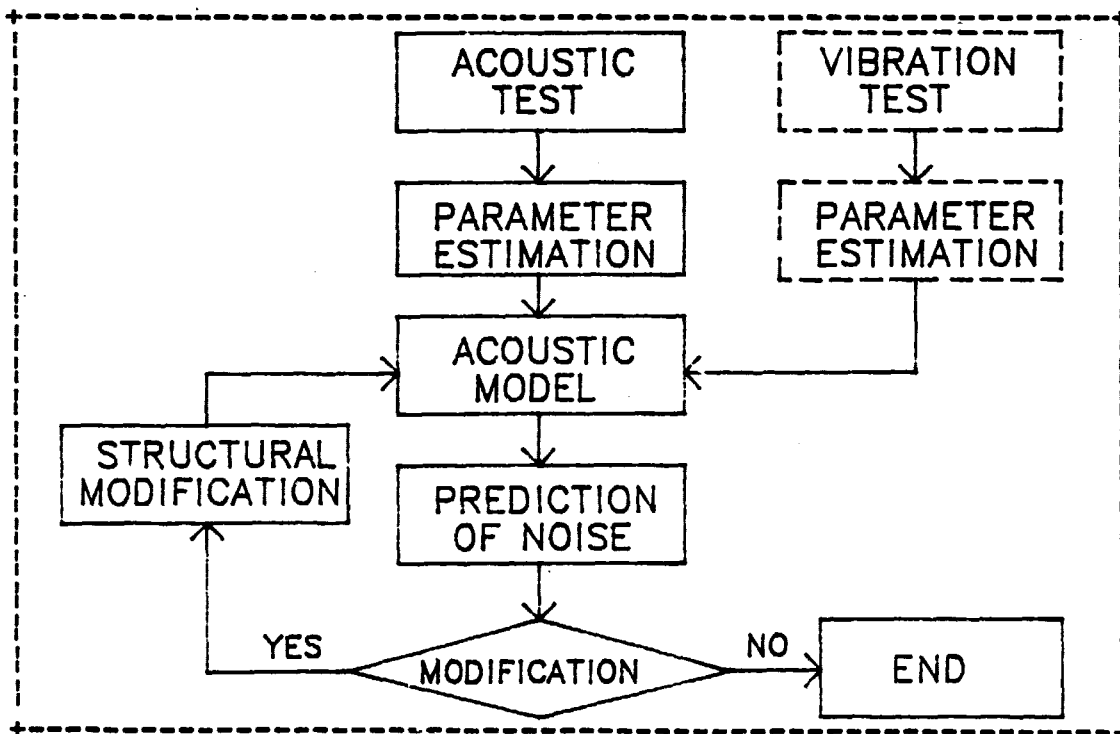 ACOUSTIC
TEST
VIBRATION
TEST
PARAMETER
ESTIMATION
PARAMETER
ESTIMATION
ACOUSTIC
MODEL
STRUCTURAL
MODIFICATION
PREDICTION
OF NOISE
YES
MODIFICATION
NO
END